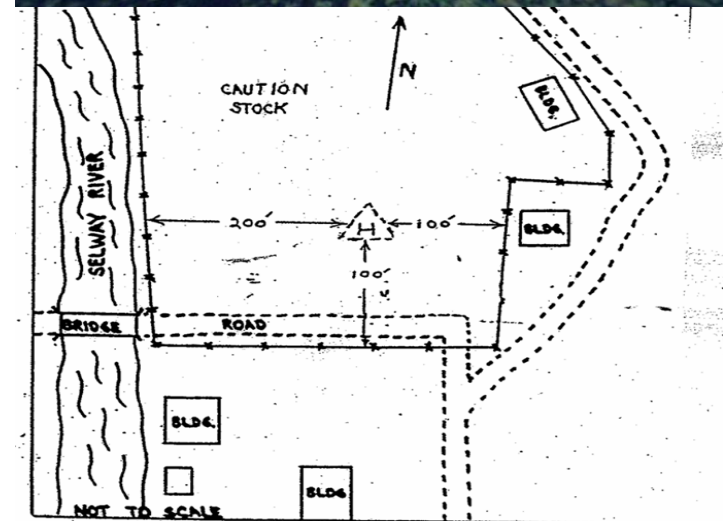 N
CAUTION
STOCK
BLDG.
SELWAY RIVER
200'
H
100'
BLDG.
100'
BRIDGE
ROAD
BLDG.
BLDG
NOT TO SCALE